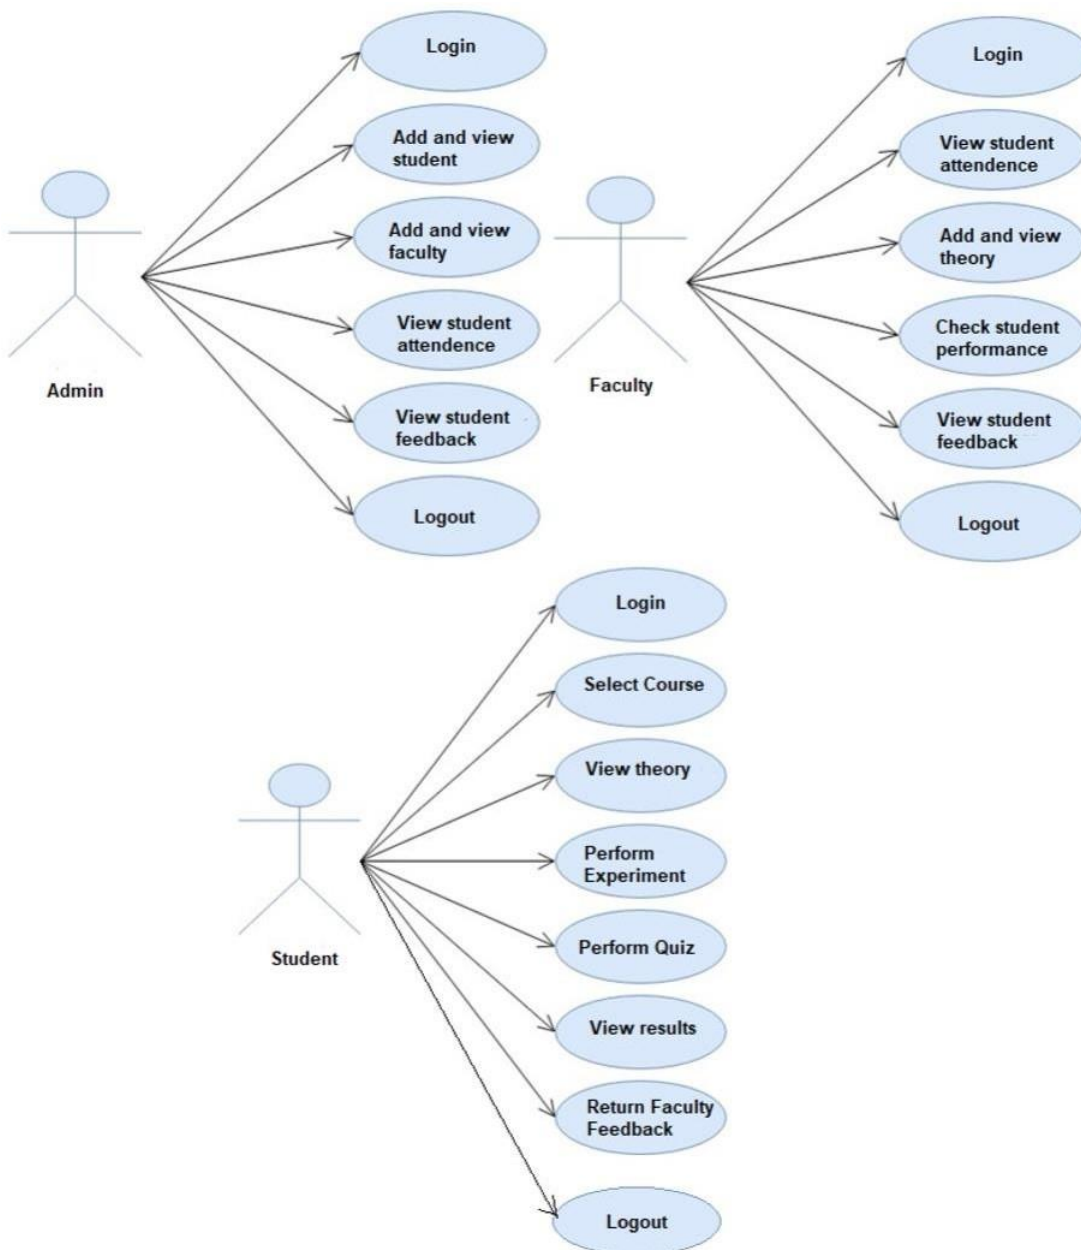 Login
Add and view
student
Add and view
faculty
View student
attendence
View student
feedback
Logout
Admin
Login
View student
attendence
Add and view
theory
Check student
performance
View student
feedback
Logout
Faculty
Login
Select Course
View theory
Perform
Experiment
Perform Quiz
View results
Return Faculty
Feedback
Logout
Student